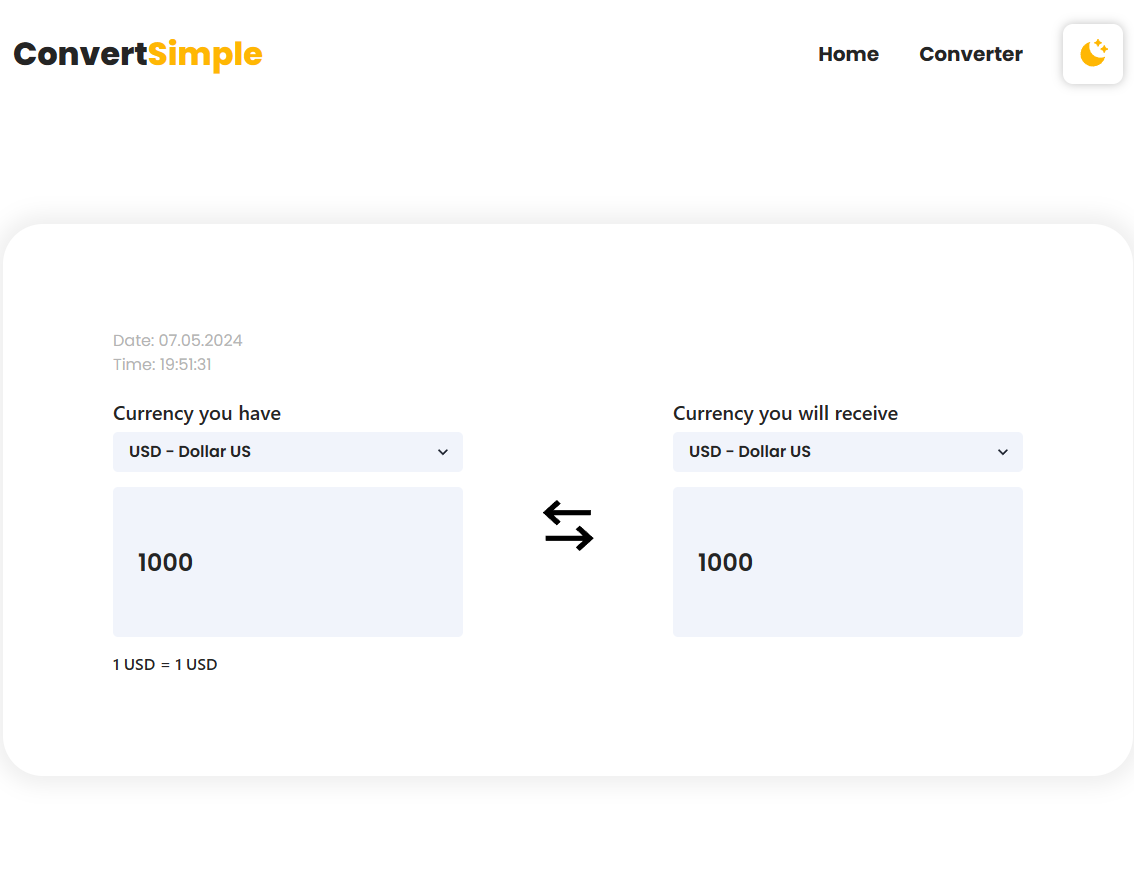 ConvertSimple
Home
Converter
Date: 07.05.2024
Time: 19:51:31
Currency you have
USD - Dollar US
1000
1 USD = 1 USD
Currency you will receive
USD - Dollar US
1000